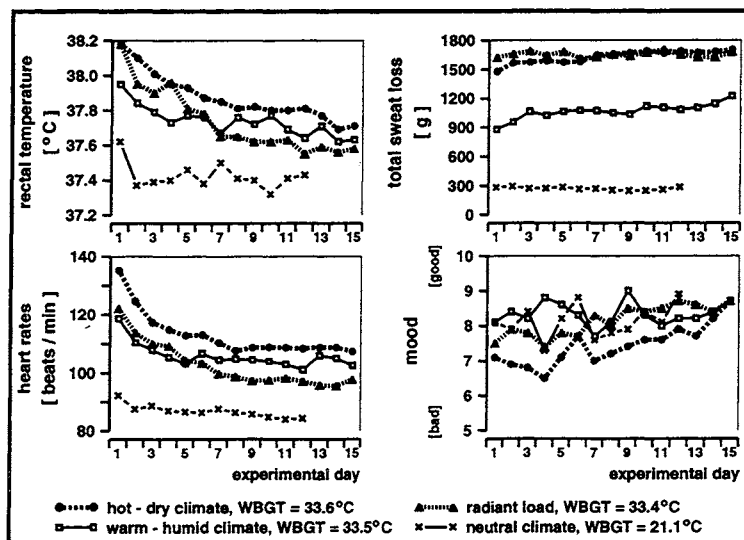 rectal temperature
[ °C ]
38.2
38.0
37.8
37.6
37.4
37.2
1 3 5 7 9 11 13 15
total sweat loss
[ g ]
1800
1500
1200
900
600
300
0
1 3 5 7 9 11 13 15
heart rates
[ beats / min ]
140
120
100
80
1 3 5 7 9 11 13 15
experimental day
mood
[bad] [good]
9
8
7
6
5
1 3 5 7 9 11 13 15
experimental day
hot - dry climate, WBGT = 33.6°C
radiant load, WBGT = 33.4°C
warm - humid climate, WBGT = 33.5°C
neutral climate, WBGT = 21.1°C